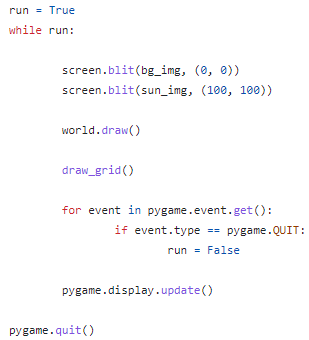 run = True
while run:
screen.blit(bg_img, (0, 0))
screen.blit(sun_img, (100, 100))
world.draw()
draw_grid()
for event in pygame.event.get():
if event.type == pygame.QUIT:
run = False
pygame.display.update()
pygame.quit()